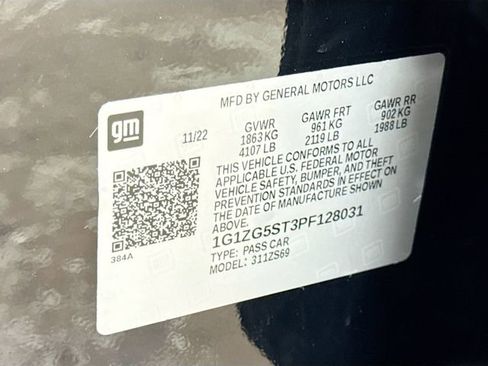 MFD BY GENERAL MOTORS LLC
gm
11/22 GVWR GAWR FRT GAWR RR
1863 KG 961 KG 902 KG
4107 LB 2119 LB 1988 LB
THIS VEHICLE CONFORMS TO ALL
APPLICABLE U.S. FEDERAL MOTOR
VEHICLE SAFETY, BUMPER, AND THEFT
PREVENTION STANDARDS IN EFFECT ON
THE DATE OF MANUFACTURE SHOWN
ABOVE.
1G1ZG5ST3PF128031
TYPE: PASS CAR
MODEL: 311ZS69
384A